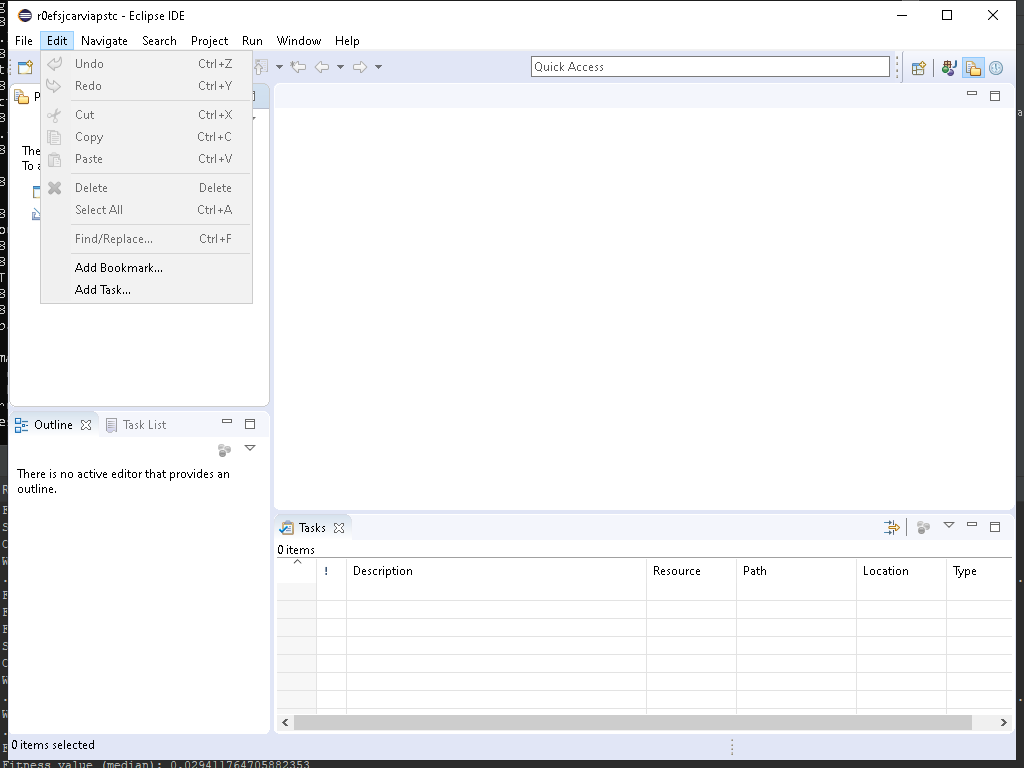 r0efsjcarviapstc - Eclipse IDE
File Edit Navigate Search Project Run Window Help
Quick Access
Undo Ctrl+Z
Redo Ctrl+Y
Cut Ctrl+X
Copy Ctrl+C
Paste Ctrl+V
Delete Delete
Select All Ctrl+A
Find/Replace... Ctrl+F
Add Bookmark...
Add Task...
Outline Task List
There is no active editor that provides an
outline.
Tasks
0 items
! Description Resource Path Location Type
0 items selected
Fitness value (median): 0.029411764705882353